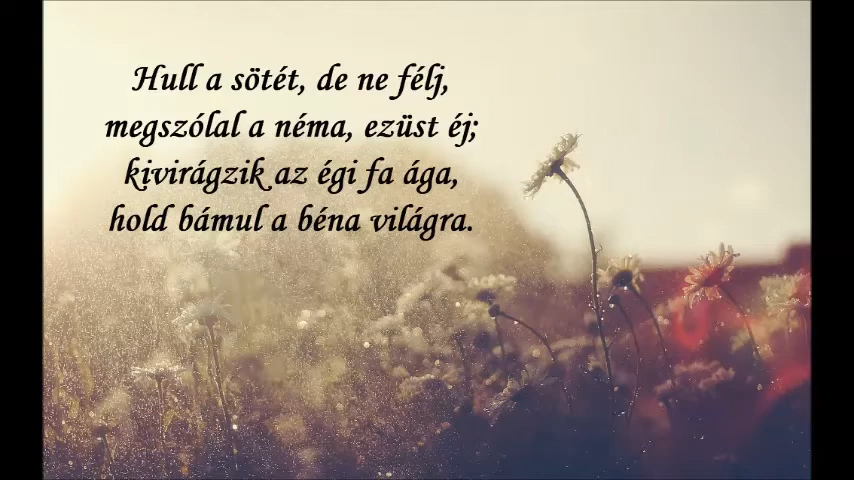 Hull a sötét, de ne félj,
megszólal a néma, ezüst éj;
kivirágzik az égi fa ága,
hold bámul a béna világra.